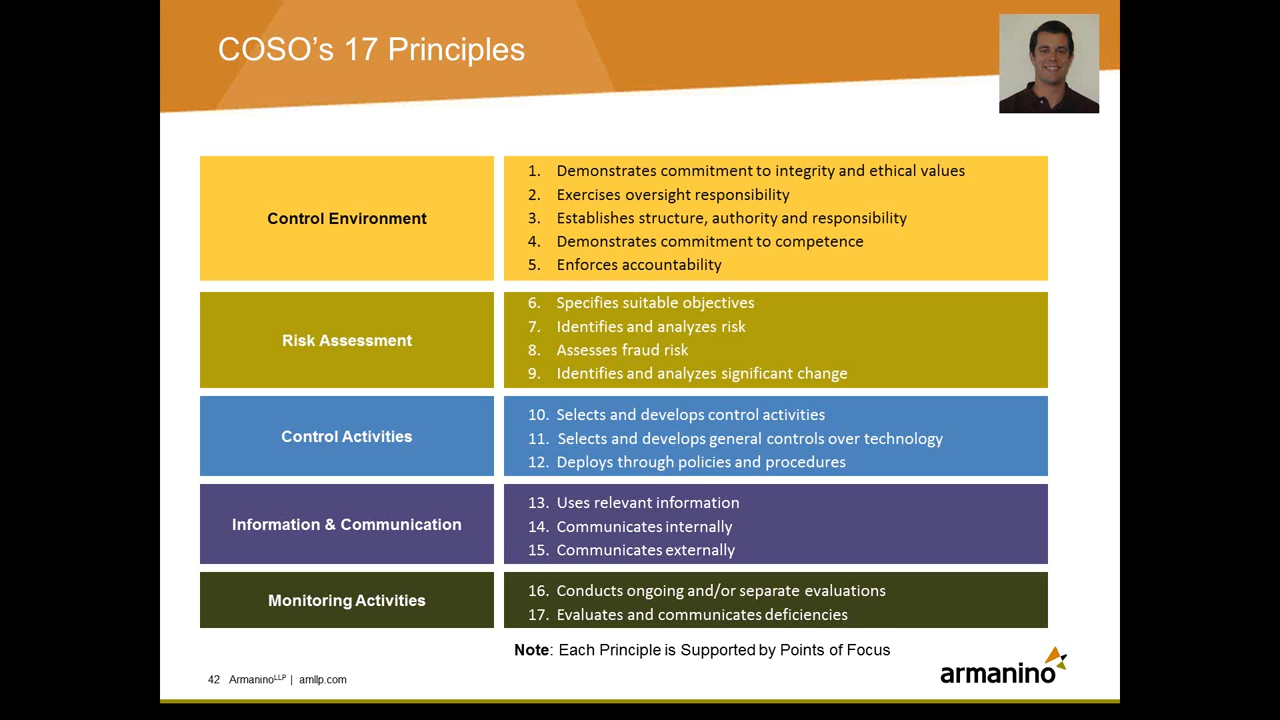 COSO's 17 Principles
Control Environment
1. Demonstrates commitment to integrity and ethical values
2. Exercises oversight responsibility
3. Establishes structure, authority and responsibility
4. Demonstrates commitment to competence
5. Enforces accountability
Risk Assessment
6. Specifies suitable objectives
7. Identifies and analyzes risk
8. Assesses fraud risk
9. Identifies and analyzes significant change
Control Activities
10. Selects and develops control activities
11. Selects and develops general controls over technology
12. Deploys through policies and procedures
Information & Communication
13. Uses relevant information
14. Communicates internally
15. Communicates externally
Monitoring Activities
16. Conducts ongoing and/or separate evaluations
17. Evaluates and communicates deficiencies
Note: Each Principle is Supported by Points of Focus
42 ArmaninoLLP | amllp.com
armanino